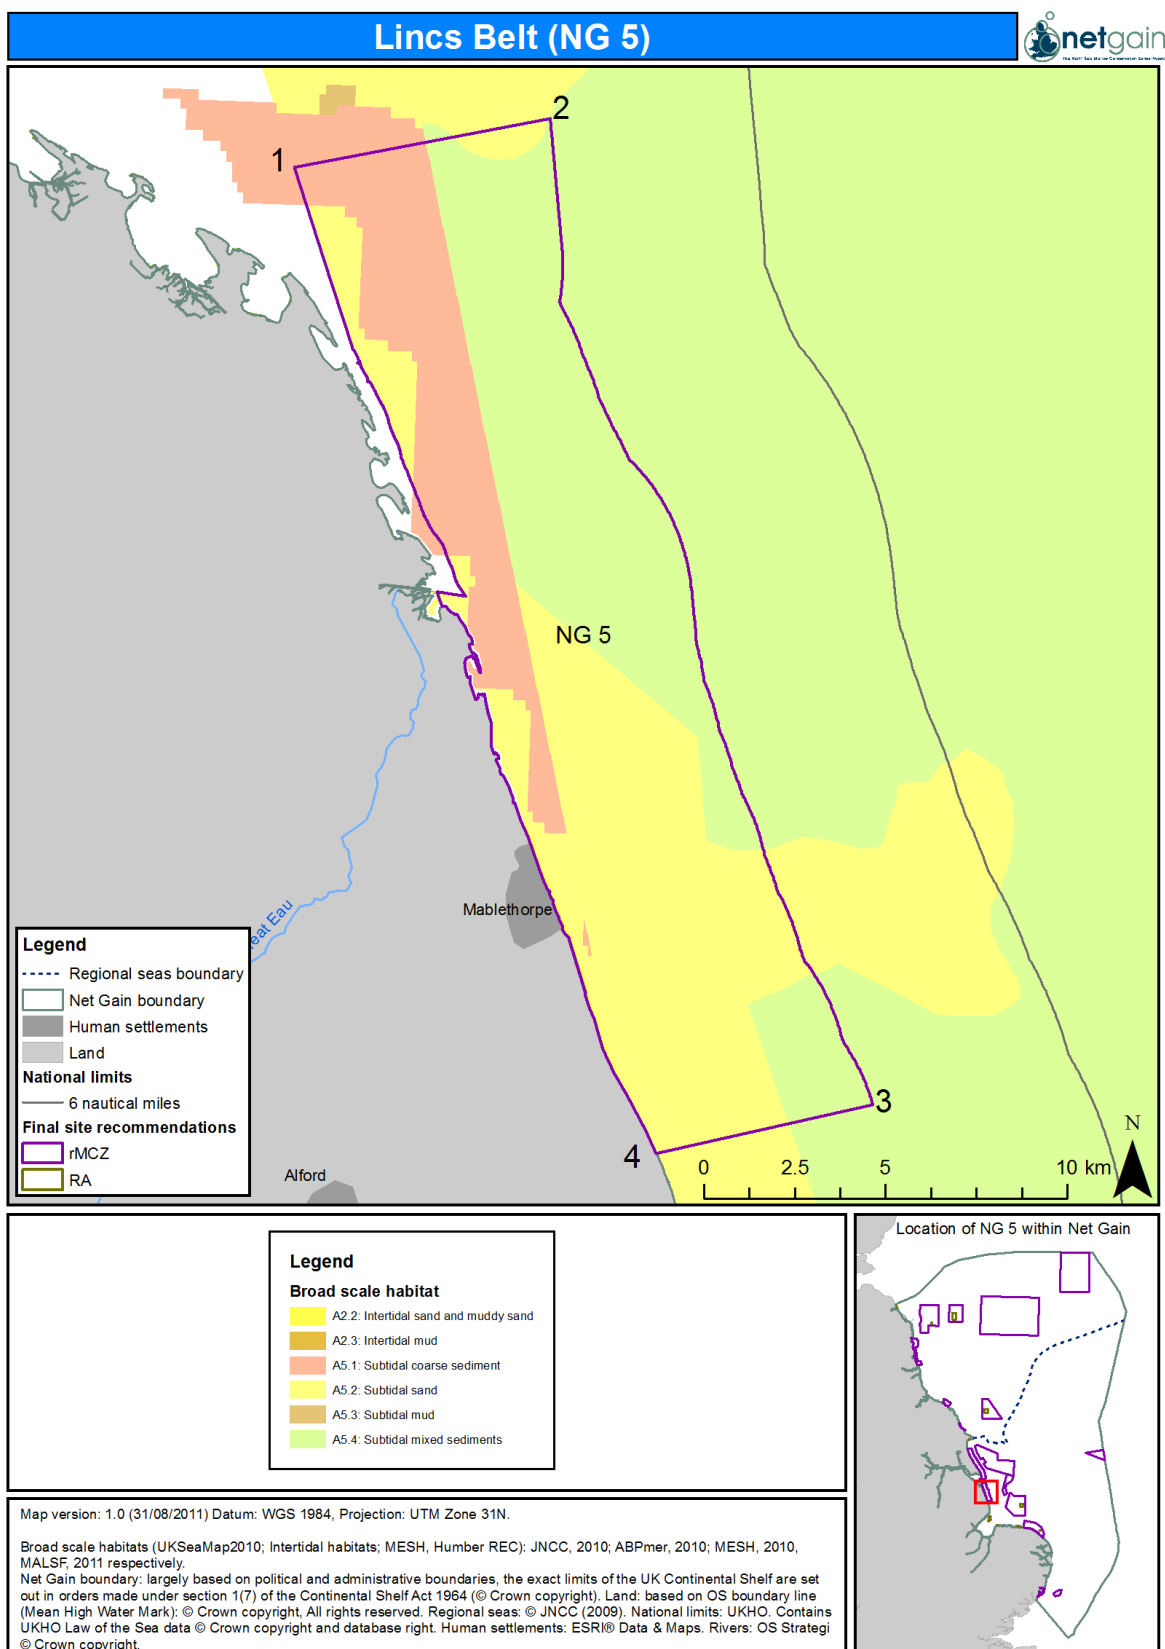 Lincs Belt (NG 5)
netgain
The North Sea Marine Conservation Zones Project
1
2
NG 5
Mablethorpe
eat Eau
3
4
Alford
0 2.5 5 10 km
N
Legend
Regional seas boundary
Net Gain boundary
Human settlements
Land
National limits
6 nautical miles
Final site recommendations
rMCZ
RA
Legend
Broad scale habitat
A2.2: Intertidal sand and muddy sand
A2.3: Intertidal mud
A5.1: Subtidal coarse sediment
A5.2: Subtidal sand
A5.3: Subtidal mud
A5.4: Subtidal mixed sediments
Location of NG 5 within Net Gain
Map version: 1.0 (31/08/2011) Datum: WGS 1984, Projection: UTM Zone 31N.
Broad scale habitats (UKSeaMap2010; Intertidal habitats; MESH, Humber REC): JNCC, 2010; ABPmer, 2010; MESH, 2010,
MALSF, 2011 respectively.
Net Gain boundary: largely based on political and administrative boundaries, the exact limits of the UK Continental Shelf are set
out in orders made under section 1(7) of the Continental Shelf Act 1964 (© Crown copyright). Land: based on OS boundary line
(Mean High Water Mark): © Crown copyright, All rights reserved. Regional seas: © JNCC (2009). National limits: UKHO. Contains
UKHO Law of the Sea data © Crown copyright and database right. Human settlements: ESRI® Data & Maps. Rivers: OS Strategi
© Crown copyright.